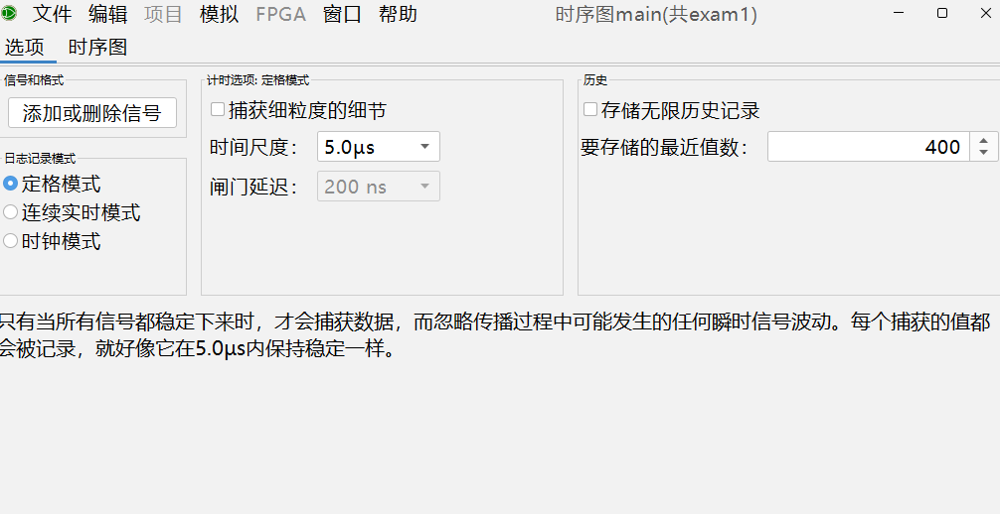 文件 编辑 项目 模拟 FPGA 窗口 帮助 时序图main(共exam1)
选项 时序图
信号和格式
添加或删除信号
日志记录模式
定格模式
连续实时模式
时钟模式
计时选项: 定格模式
捕获细粒度的细节
时间尺度: 5.0µs
闸门延迟: 200 ns
历史
存储无限历史记录
要存储的最近值数: 400
只有当所有信号都稳定下来时，才会捕获数据，而忽略传播过程中可能发生的任何瞬时信号波动。每个捕获的值都
会被记录，就好像它在5.0µs内保持稳定一样。